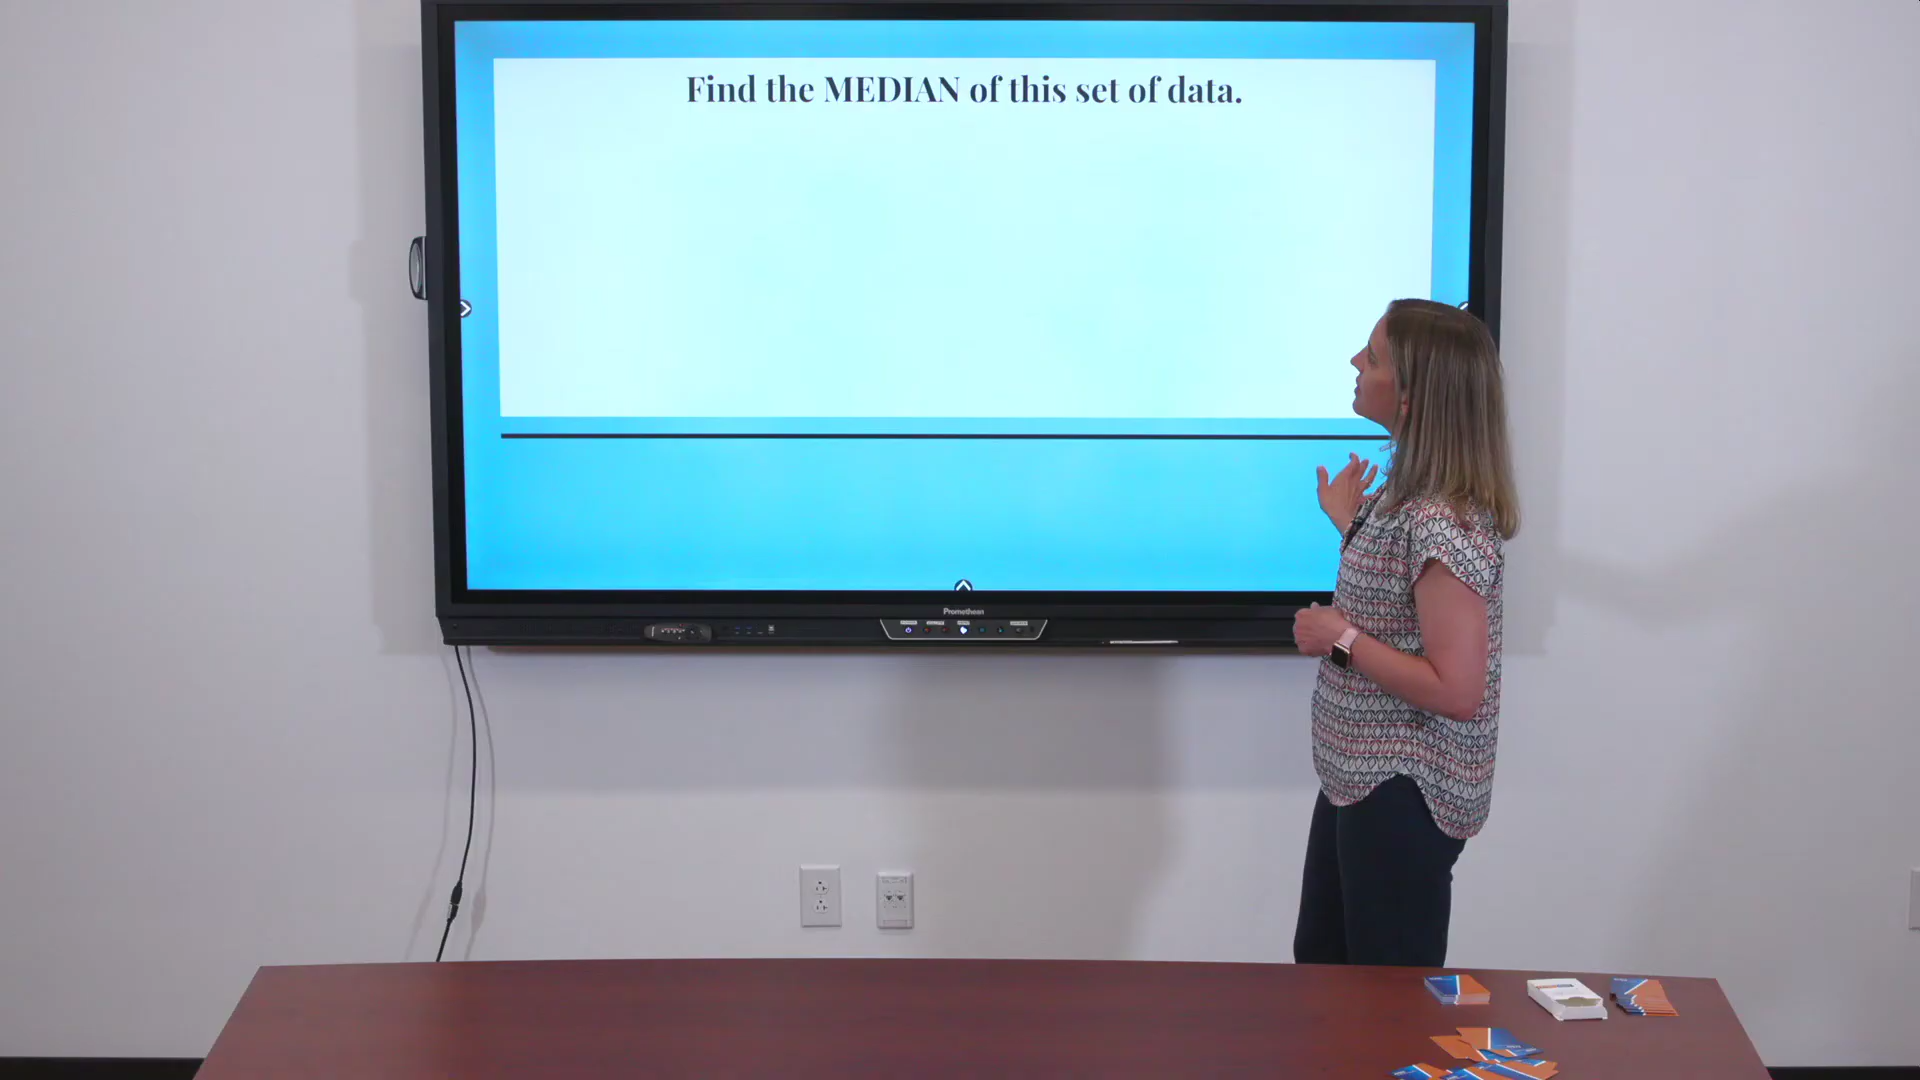 Find the MEDIAN of this set of data.
Promethean